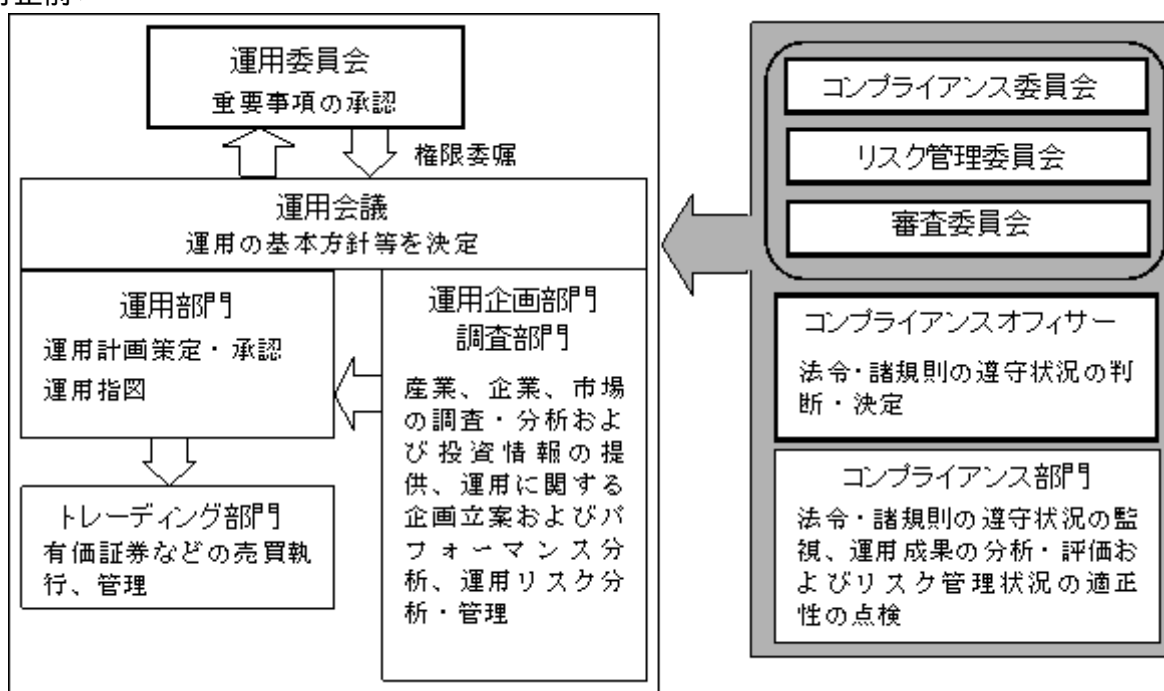 運用委員会
重要事項の承認
権限委嘱
運用会議
運用の基本方針等を決定
運用部門
運用計画策定・承認
運用指図
運用企画部門
調査部門
産業、企業、市場
の調査・分析およ
び投資情報の提
供、運用に関する
企画立案およびパ
フォーマンス分
析、運用リスク分
析・管理
トレーディング部門
有価証券などの売買執
行、管理
コンプライアンス委員会
リスク管理委員会
審査委員会
コンプライアンスオフィサー
法令・諸規則の遵守状況の判
断・決定
コンプライアンス部門
法令・諸規則の遵守状況の監
視、運用成果の分析・評価お
よびリスク管理状況の適正
性の点検